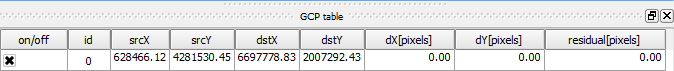 GCP table
on/off id srcX srcY dstX dstY dX[pixels] dY[pixels] residual[pixels]
0 628466.12 4281530.45 6697778.83 2007292.43 0.00 0.00 0.00